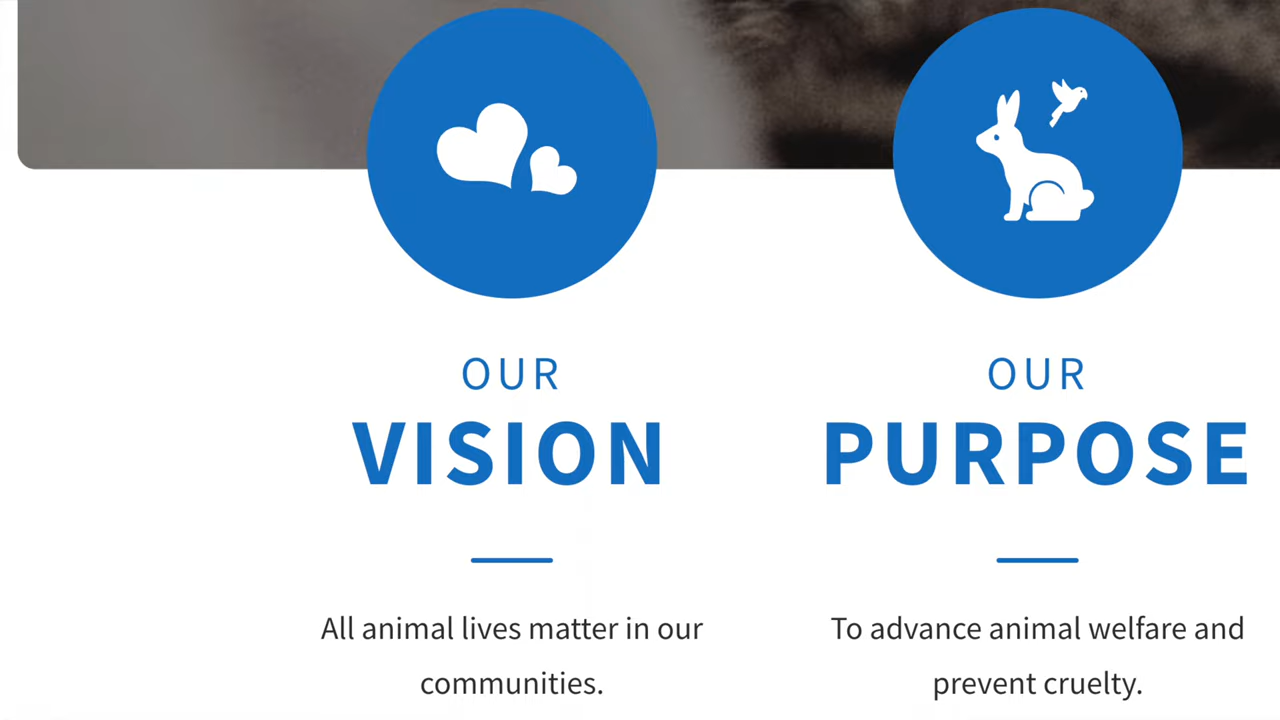 OUR
VISION
All animal lives matter in our
communities.
OUR
PURPOSE
To advance animal welfare and
prevent cruelty.